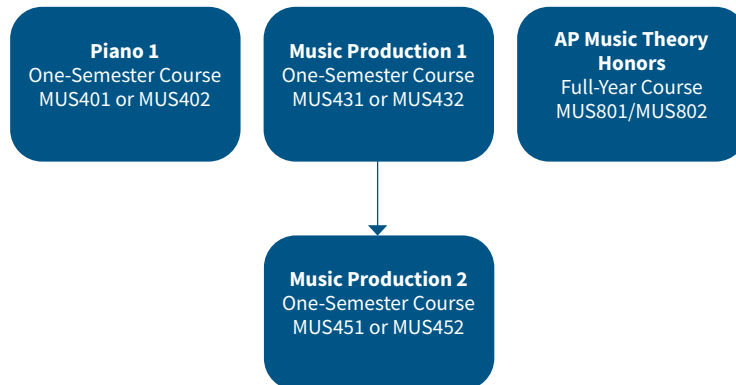 Piano 1
One-Semester Course
MUS401 or MUS402
Music Production 1
One-Semester Course
MUS431 or MUS432
AP Music Theory
Honors
Full-Year Course
MUS801/MUS802
Music Production 2
One-Semester Course
MUS451 or MUS452